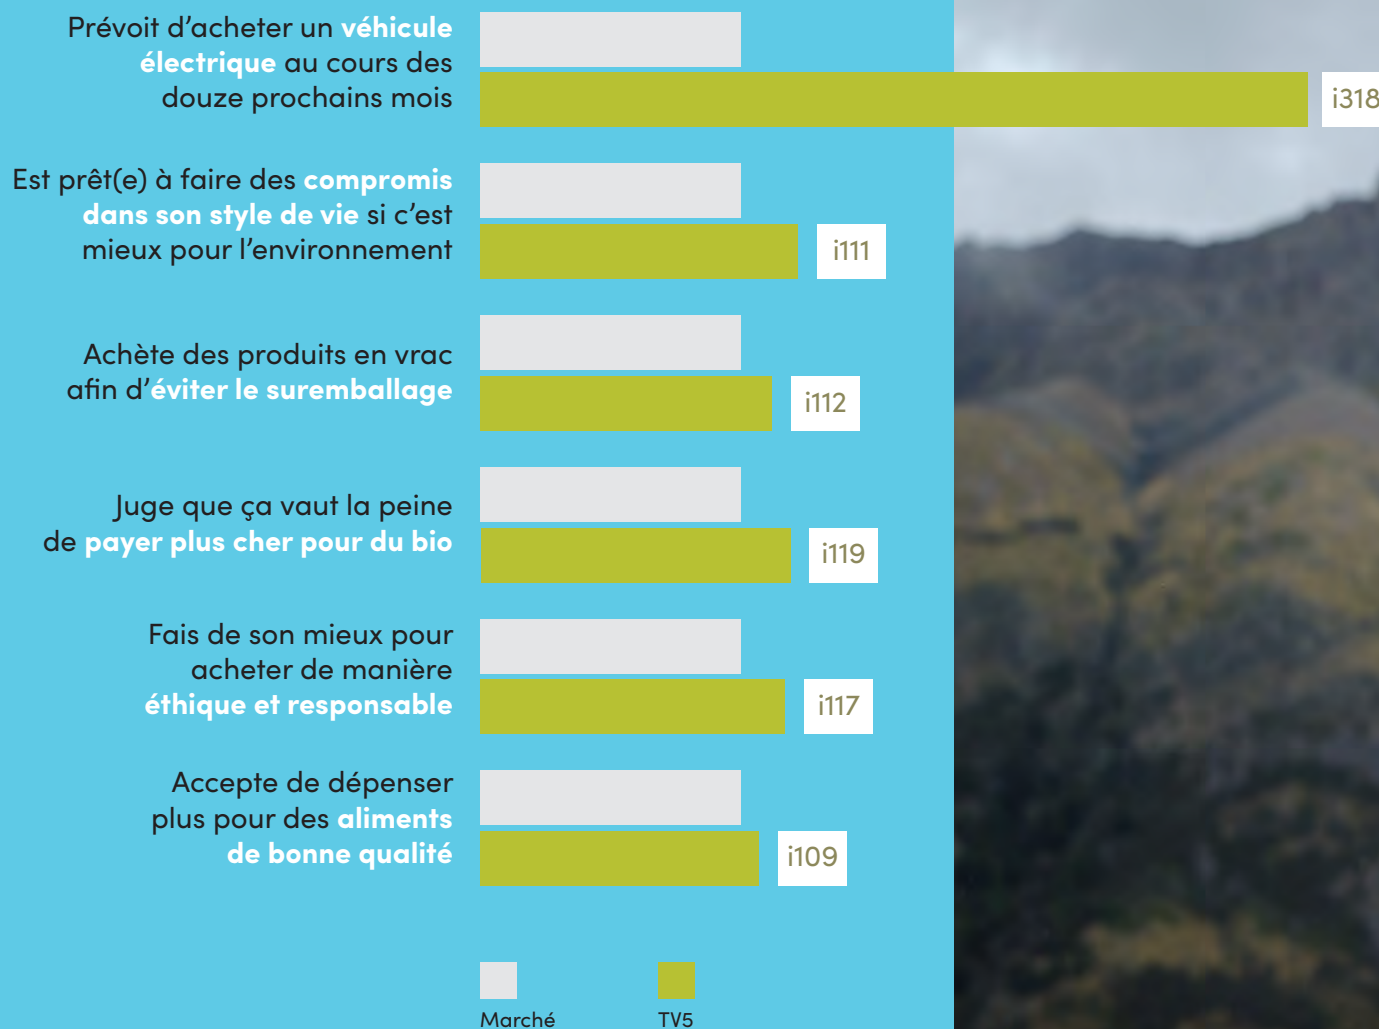 Prévoit d'acheter un véhicule
électrique au cours des
douze prochains mois
i318
Est prêt(e) à faire des compromis
dans son style de vie si c'est
mieux pour l'environnement
i111
Achète des produits en vrac
afin d'éviter le suremballage
i112
Juge que ça vaut la peine
de payer plus cher pour du bio
i119
Fais de son mieux pour
acheter de manière
éthique et responsable
i117
Accepte de dépenser
plus pour des aliments
de bonne qualité
i109
Marché
TV5